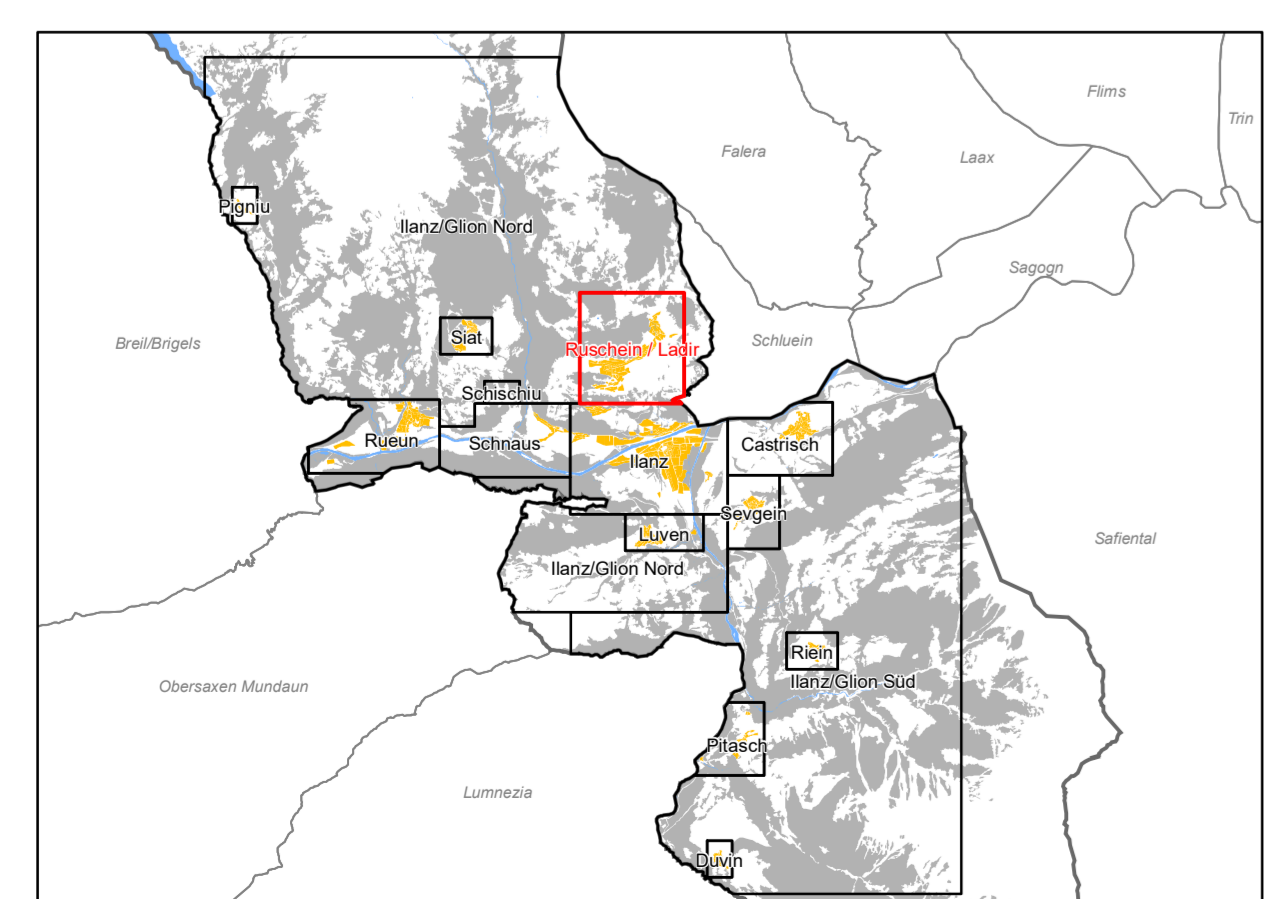 Flims
Trin
Falera
Laax
Pigniu
Ilanz/Glion Nord
Sagogn
Breil/Brigels
Siat
Ruschein / Ladir
Schluein
Schischiu
Rueun
Schnaus
Ilanz
Castrisch
Sevgein
Luven
Safiental
Ilanz/Glion Nord
Riein
Ilanz/Glion Süd
Obersaxen Mundaun
Pitasch
Lumnezia
Duvin